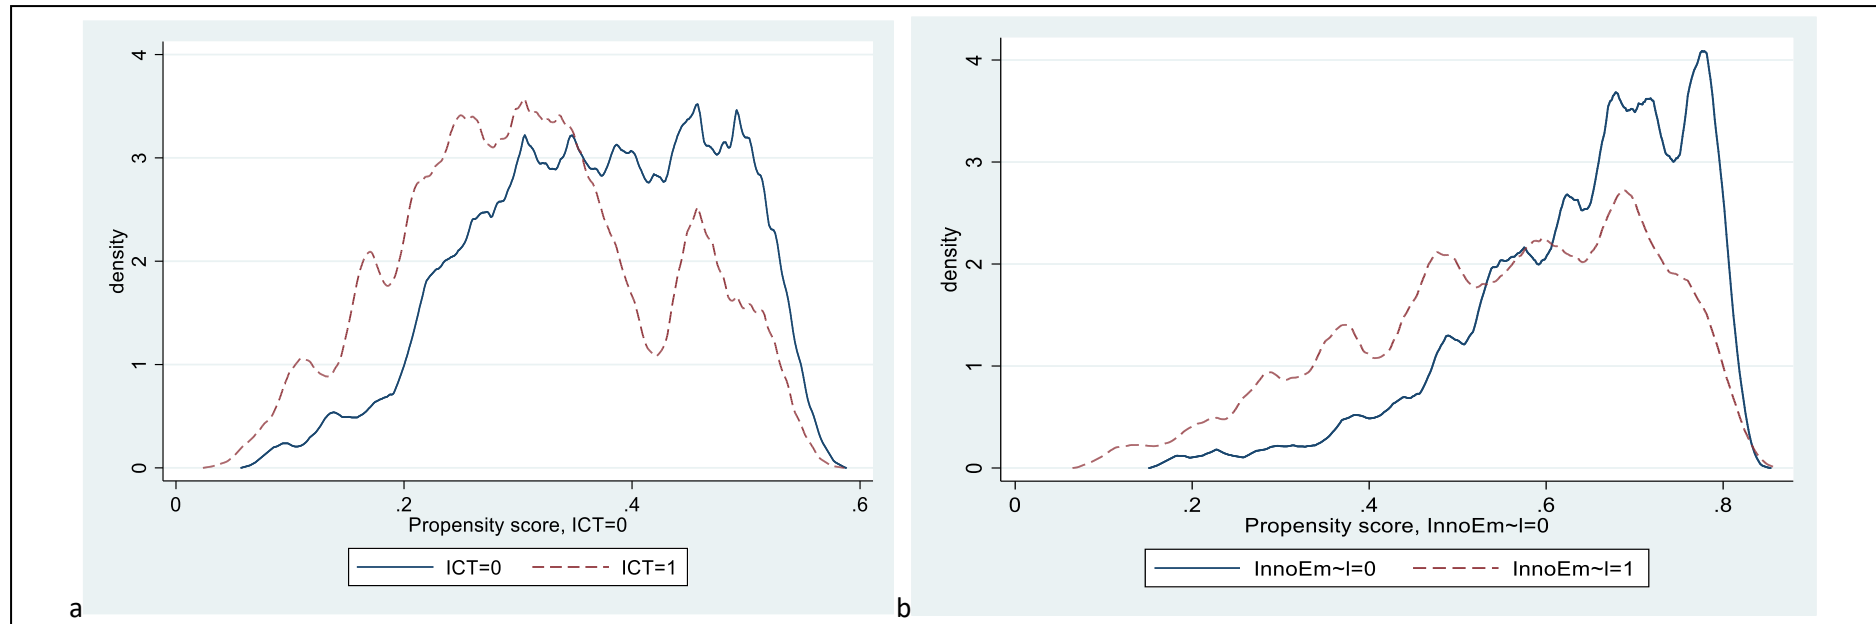 4
3
2
1
0
density
0 .2 .4 .6
Propensity score, ICT=0
ICT=0 ICT=1
a
4
3
2
1
0
density
0 .2 .4 .6 .8
Propensity score, InnoEm~l=0
InnoEm~l=0 InnoEm~l=1
b